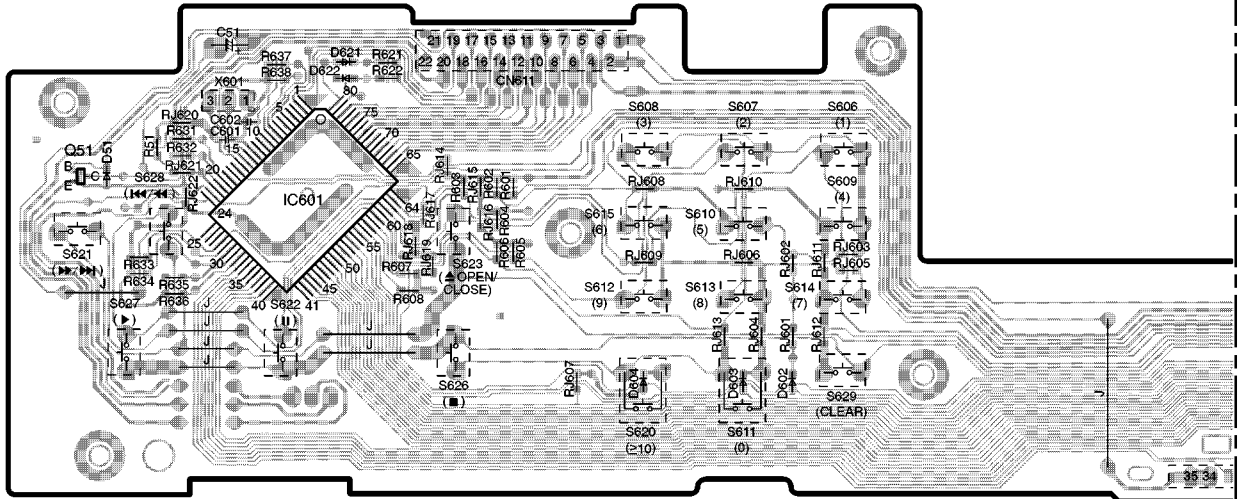 C51
R637
R638
D621
D622
R621
R622
21 19 17 15 13 11 9 7 5 3 1
22 20 18 16 14 12 10 8 6 4 2
CN611
X601
3 2 1
C602
C601
RJ620
R631
R632
RJ621
R51
Q51
B
C
E
D51
S628
(⏮/⏪)
RJ622
1
5
10
15
20
24
25
30
35
40
41
45
50
55
60
64
65
70
75
80
IC601
RJ614
R603
RJ615
R602
R601
RJ617
RJ616
R604
RJ618
RJ619
R606
R605
S621
(⏩/⏭)
R633
R634
R635
R636
J
S627
(▶)
J
J
J
J
S622
(⏸)
R607
R608
S623
(⏏ OPEN/
CLOSE)
J
S626
(■)
S608
(3)
S607
(2)
S606
(1)
RJ608
RJ610
S609
(4)
S615
(6)
S610
(5)
RJ609
RJ606
RJ602
RJ611
RJ603
RJ605
S612
(9)
S613
(8)
S614
(7)
RJ613
RJ604
RJ601
RJ612
RJ607
D604
D603
D602
S629
(CLEAR)
S620
(≥10)
S611
(0)
J
35 34